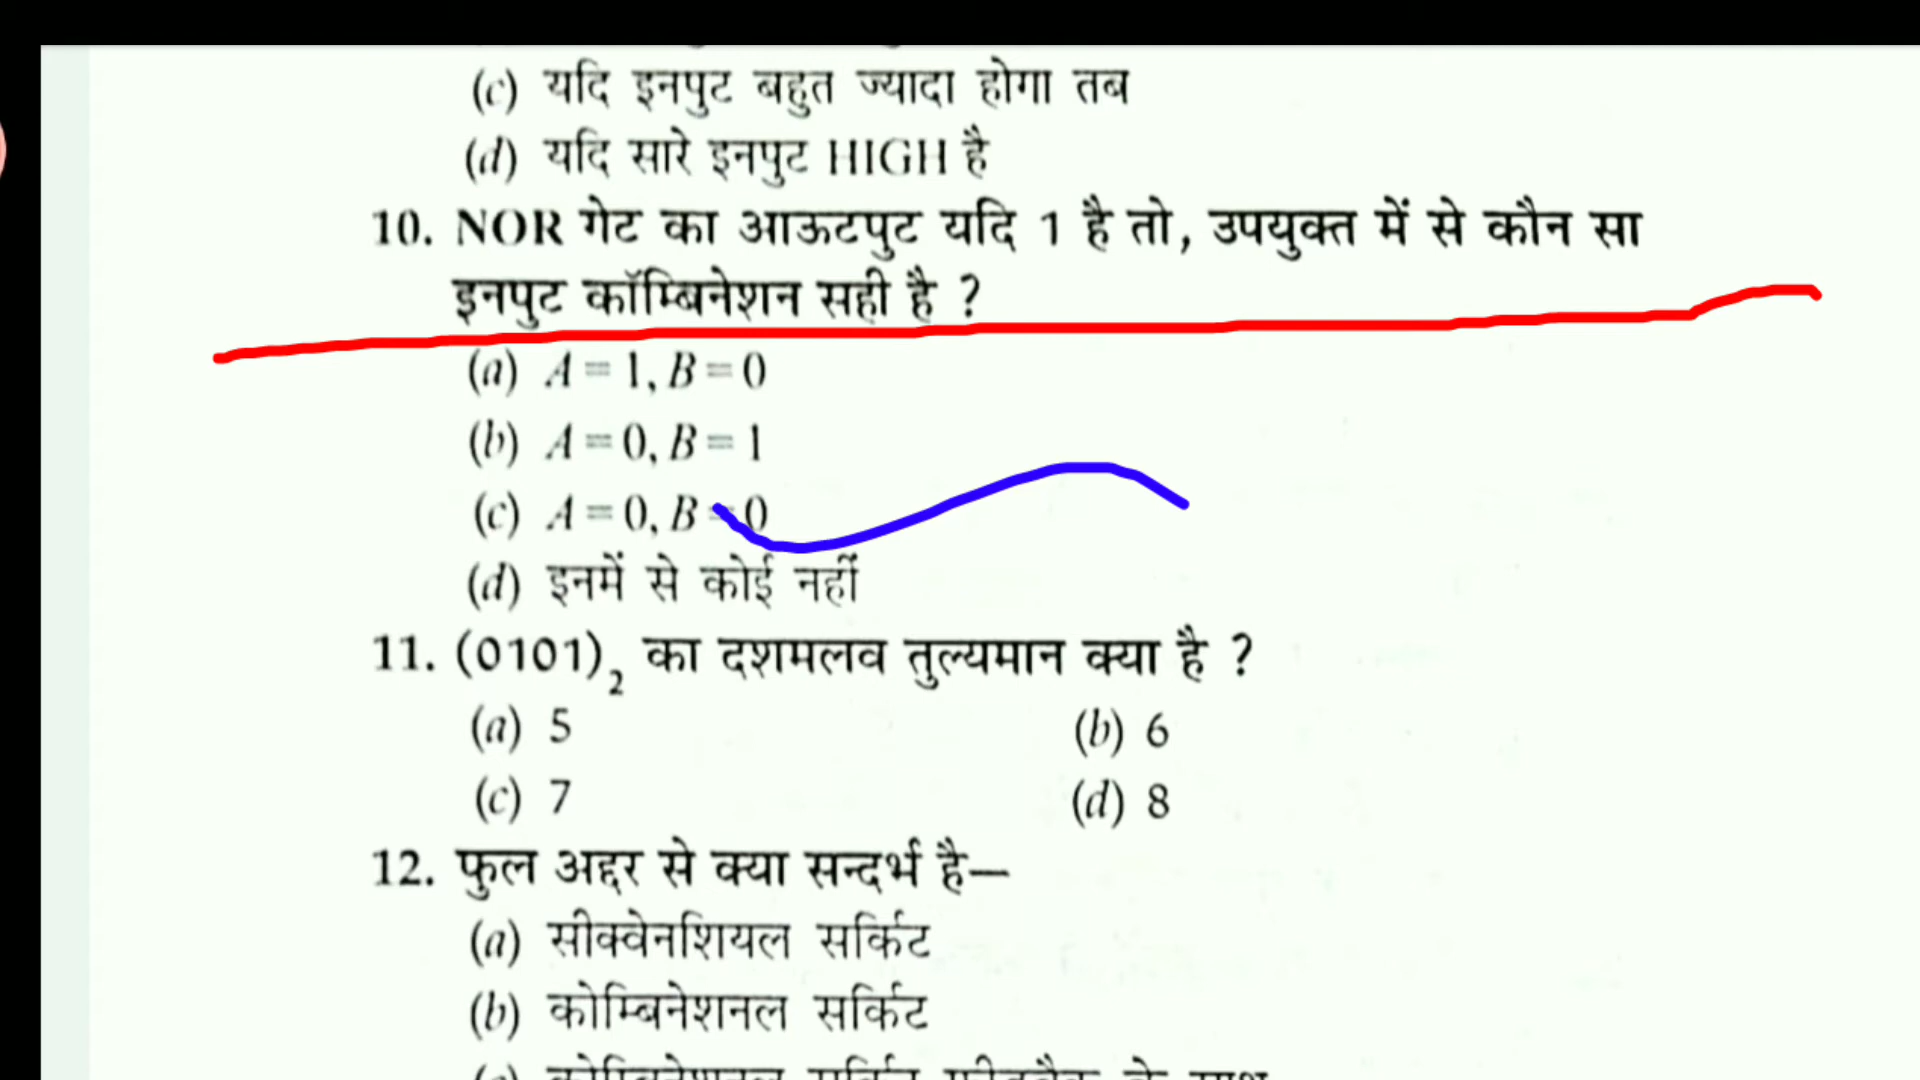 (c) यदि इनपुट बहुत ज्यादा होगा तब
(d) यदि सारे इनपुट HIGH है
10. NOR गेट का आऊटपुट यदि 1 है तो, उपयुक्त में से कौन सा
इनपुट कॉम्बिनेशन सही है ?
(a) A = 1, B = 0
(b) A = 0, B = 1
(c) A = 0, B = 0
(d) इनमें से कोई नहीं
11. (0101)₂ का दशमलव तुल्यमान क्या है ?
(a) 5 (b) 6
(c) 7 (d) 8
12. फुल अद्दर से क्या सन्दर्भ है—
(a) सीक्वेनशियल सर्किट
(b) कोम्बिनेशनल सर्किट